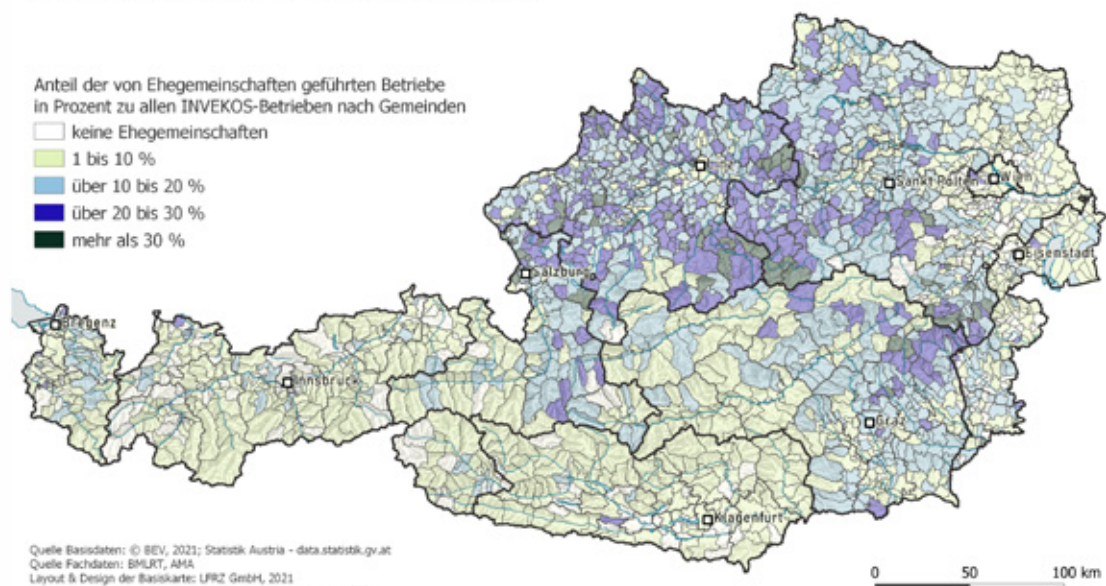 Anteil der von Ehegemeinschaften geführten Betriebe
in Prozent zu allen INVEKOS-Betrieben nach Gemeinden
keine Ehegemeinschaften
1 bis 10 %
über 10 bis 20 %
über 20 bis 30 %
mehr als 30 %
Sankt Pölten
Wien
Eisenstadt
Salzburg
Bregenz
Innsbruck
Graz
Klagenfurt
Quelle Basisdaten: © BEV, 2021; Statistik Austria - data.statistik.gv.at
Quelle Fachdaten: BMLRT, AMA
Layout & Design der Basiskarte: LFRZ GmbH, 2021
0 50 100 km